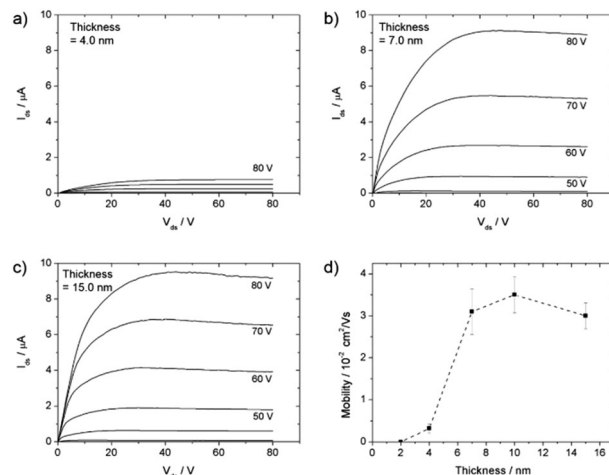 a)
Thickness
= 4.0 nm
10
8
6
4
2
0
I_ds / μA
80 V
0 20 40 60 80
V_ds / V
b)
Thickness
= 7.0 nm
10
8
6
4
2
0
I_ds / μA
80 V
70 V
60 V
50 V
0 20 40 60 80
V_ds / V
c)
Thickness
= 15.0 nm
10
8
6
4
2
0
I_ds / μA
80 V
70 V
60 V
50 V
0 20 40 60 80
V_ds / V
d)
4
3
2
1
0
Mobility / 10⁻² cm²/Vs
0 2 4 6 8 10 12 14 16
Thickness / nm